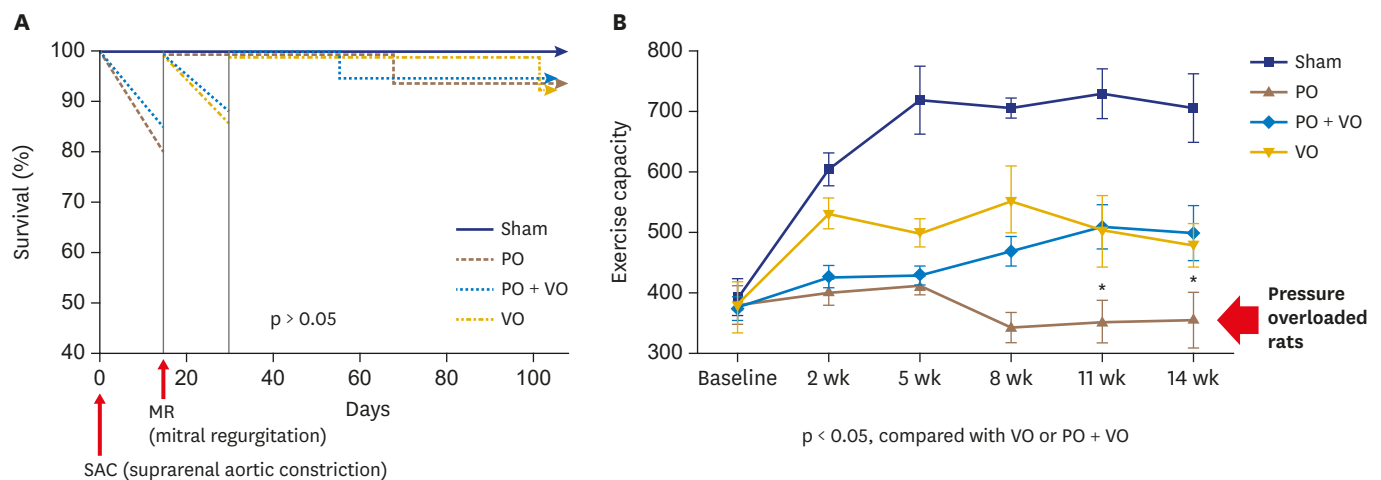 A
100
90
80
70
60
50
40
Survival (%)
Sham
PO
PO + VO
VO
p > 0.05
0
20
40
60
80
100
Days
MR
(mitral regurgitation)
SAC (suprarenal aortic constriction)
B
800
700
600
500
400
300
Exercise capacity
Sham
PO
PO + VO
VO
*
*
Pressure
overloaded
rats
Baseline
2 wk
5 wk
8 wk
11 wk
14 wk
p < 0.05, compared with VO or PO + VO